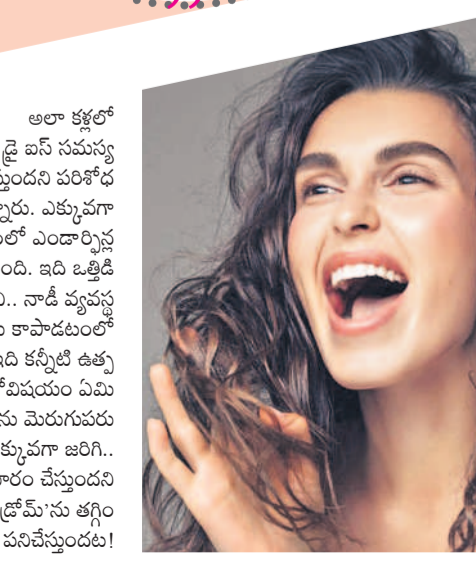 అలా కళ్లలో
డ్రై ఐస్ సమస్య
స్తుందని పరిశోధ
న్నారు. ఎక్కువగా
లో ఎండార్ఫిన్ల
ంది. ఇది ఒత్తిడి
నాడీ వ్యవస్థ
కాపాడటంలో
ఇది కన్నీటి ఉత్ప
విషయం ఏమి
ను మెరుగుపరు
క్కువగా జరిగి..
చేస్తుందని
డ్రోమ్'ను తగ్గిం
పనిచేస్తుందట!